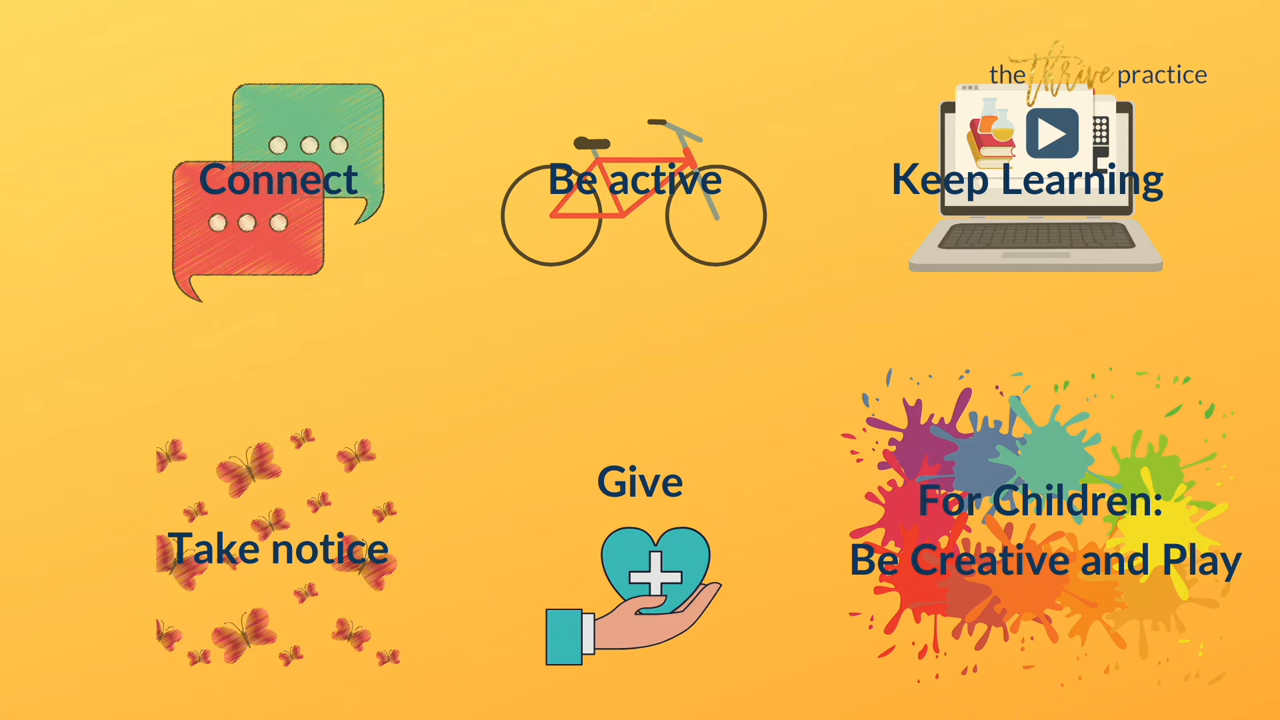 the thrive practice
Connect
Be active
Keep Learning
Take notice
Give
For Children:
Be Creative and Play